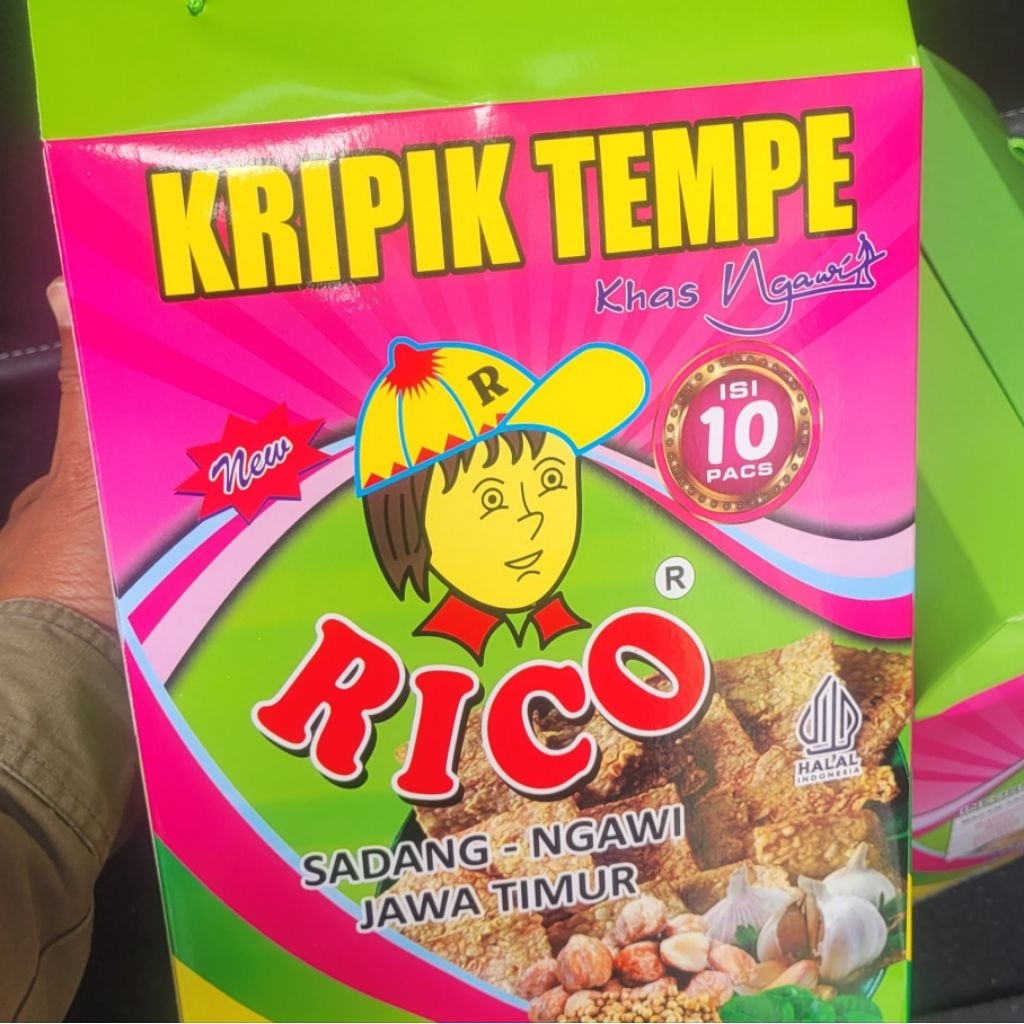 KRIPIK TEMPE
Khas Ngawi
R
New
ISI
10
PACS
R
RICO
HALAL
INDONESIA
SADANG - NGAWI
JAWA TIMUR